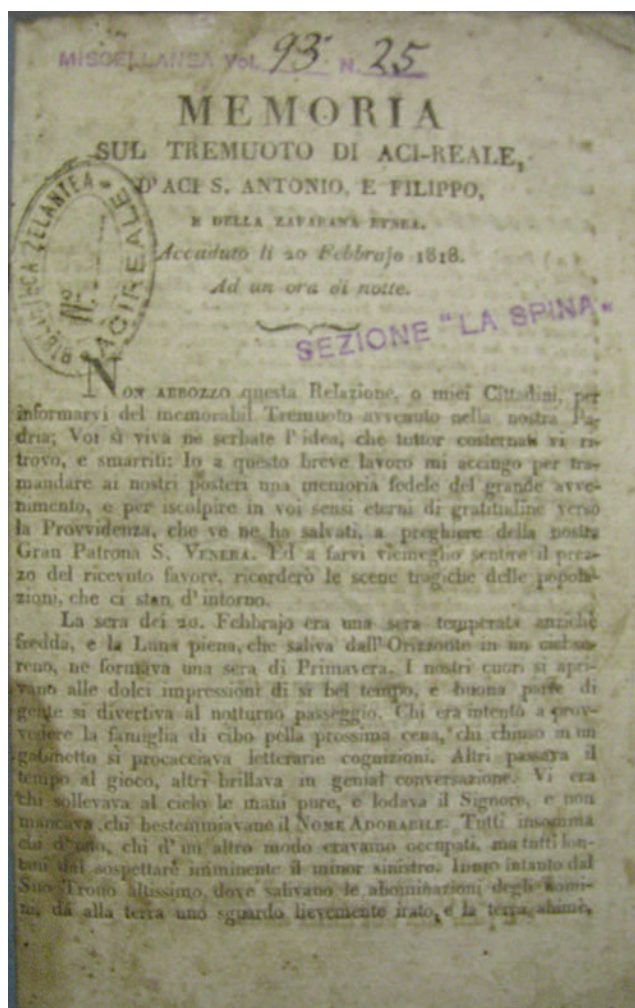 MISCELLANEA Vol. 93 N. 25
MEMORIA
SUL TREMUOTO DI ACI-REALE,
D'ACI S. ANTONIO, E FILIPPO,
E DELLA ZAFARANA ETNEA.
Accaduto li 20 Febbrajo 1818.
Ad un ora di notte.
BIBLIOTECA ZELANTEA
ACIREALE
SEZIONE "LA SPINA"
NON ABBOZZO questa Relazione, o miei Cittadini, per
informarvi del memorabil Tremuoto avvenuto nella nostra Pa-
dria; Voi sì viva ne serbate l'idea, che tuttor costernati vi ri-
trovo, e smarriti: Io a questo breve lavoro mi accingo per tra-
mandare ai nostri posteri una memoria fedele del grande avve-
nimento, e per iscolpire in voi sensi eterni di gratitudine verso
la Provvidenza, che ve ne ha salvati, a preghiere della nostra
Gran Patrona S. VENERA. Ed a farvi viemeglio sentire il prez-
zo del ricevuto favore, ricorderò le scene tragiche delle popola-
zioni, che ci stan d'intorno.
La sera dei 20. Febbrajo era una sera temperata anzichè
fredda, e la Luna piena, che saliva dall'Orizzonte in un ciel se-
reno, ne formava una sera di Primavera. I nostri cuori si apri-
vano alle dolci impressioni di sì bel tempo, e buona parte di
gente si divertiva al notturno passeggio. Chi era intento a prov-
vedere la famiglia di cibo pella prossima cena, chi chiuso in un
gabinetto si procacciava letterarie cognizioni. Altri passava il
tempo al gioco, altri brillava in genial conversazione. Vi era
chi sollevava al cielo le mani pure, e lodava il Signore, e non
mancava chi bestemmiavane il NOME ADORABILE. Tutti insomma
chi d'uno, chi d'un altro modo eravamo occupati, ma tutti lon-
tani dal sospettare imminente il minor sinistro. IDDIO intanto dal
Suo Trono altissimo, dove salivano le abominazioni degli uomi-
ni, dà alla terra uno sguardo lievemente irato, e la terra ahimè,